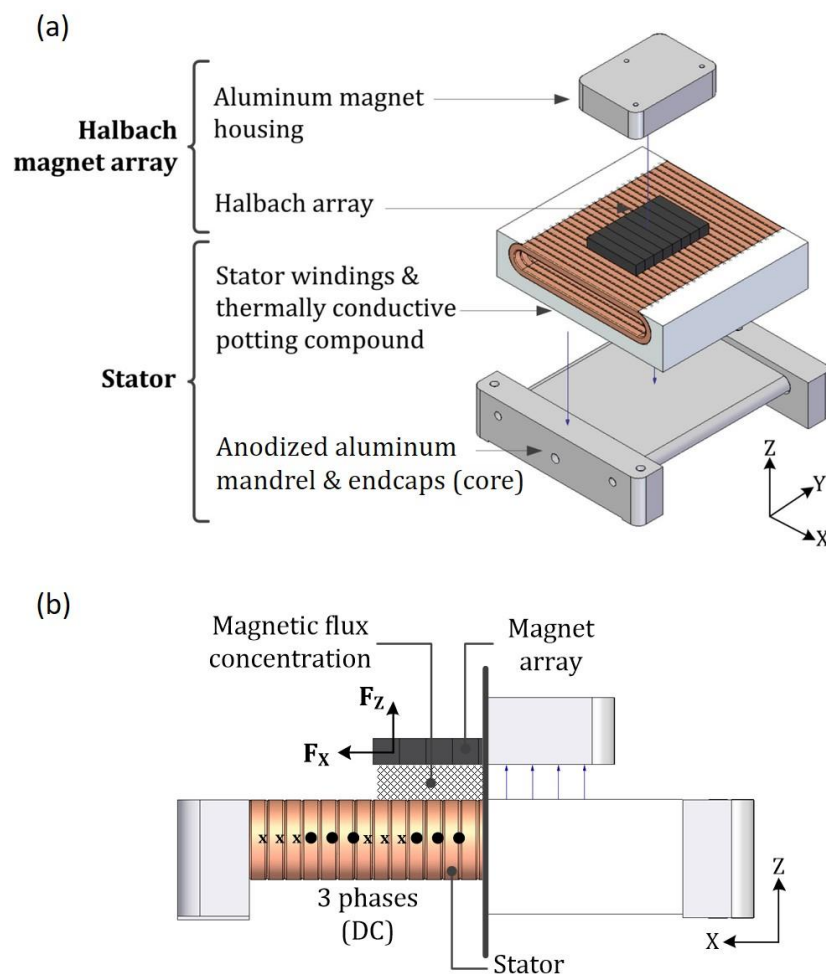 (a)
Aluminum magnet
housing
Halbach
magnet array
Halbach array
Stator windings &
thermally conductive
potting compound
Stator
Anodized aluminum
mandrel & endcaps (core)
Z
Y
X
(b)
Magnetic flux
concentration
Magnet
array
FZ
FX
x x x ● ● ● x x x ● ● ●
3 phases
(DC)
Stator
Z
X